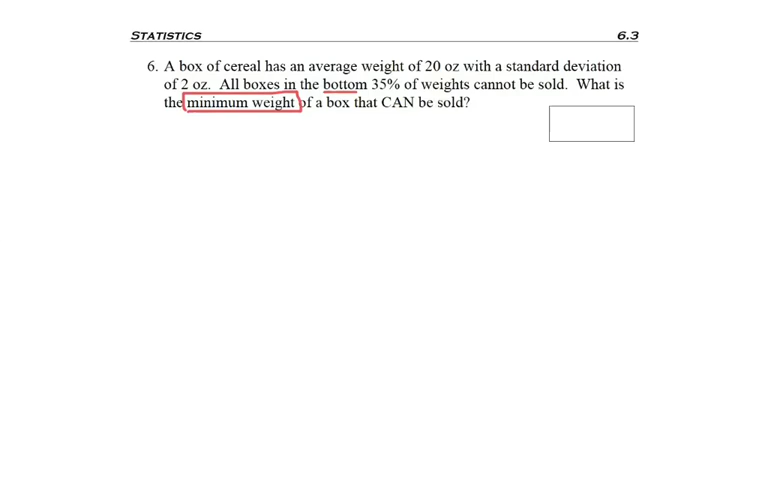 STATISTICS 6.3
6. A box of cereal has an average weight of 20 oz with a standard deviation
of 2 oz. All boxes in the bottom 35% of weights cannot be sold. What is
the minimum weight of a box that CAN be sold?